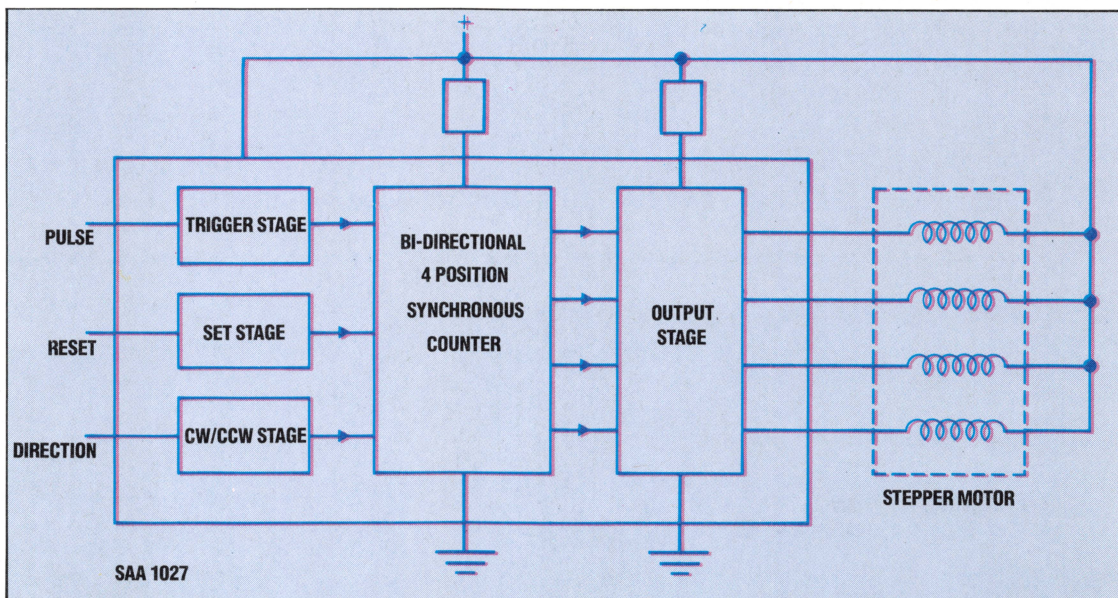 +
PULSE
TRIGGER STAGE
RESET
SET STAGE
DIRECTION
CW/CCW STAGE
BI-DIRECTIONAL
4 POSITION
SYNCHRONOUS
COUNTER
OUTPUT
STAGE
STEPPER MOTOR
SAA 1027